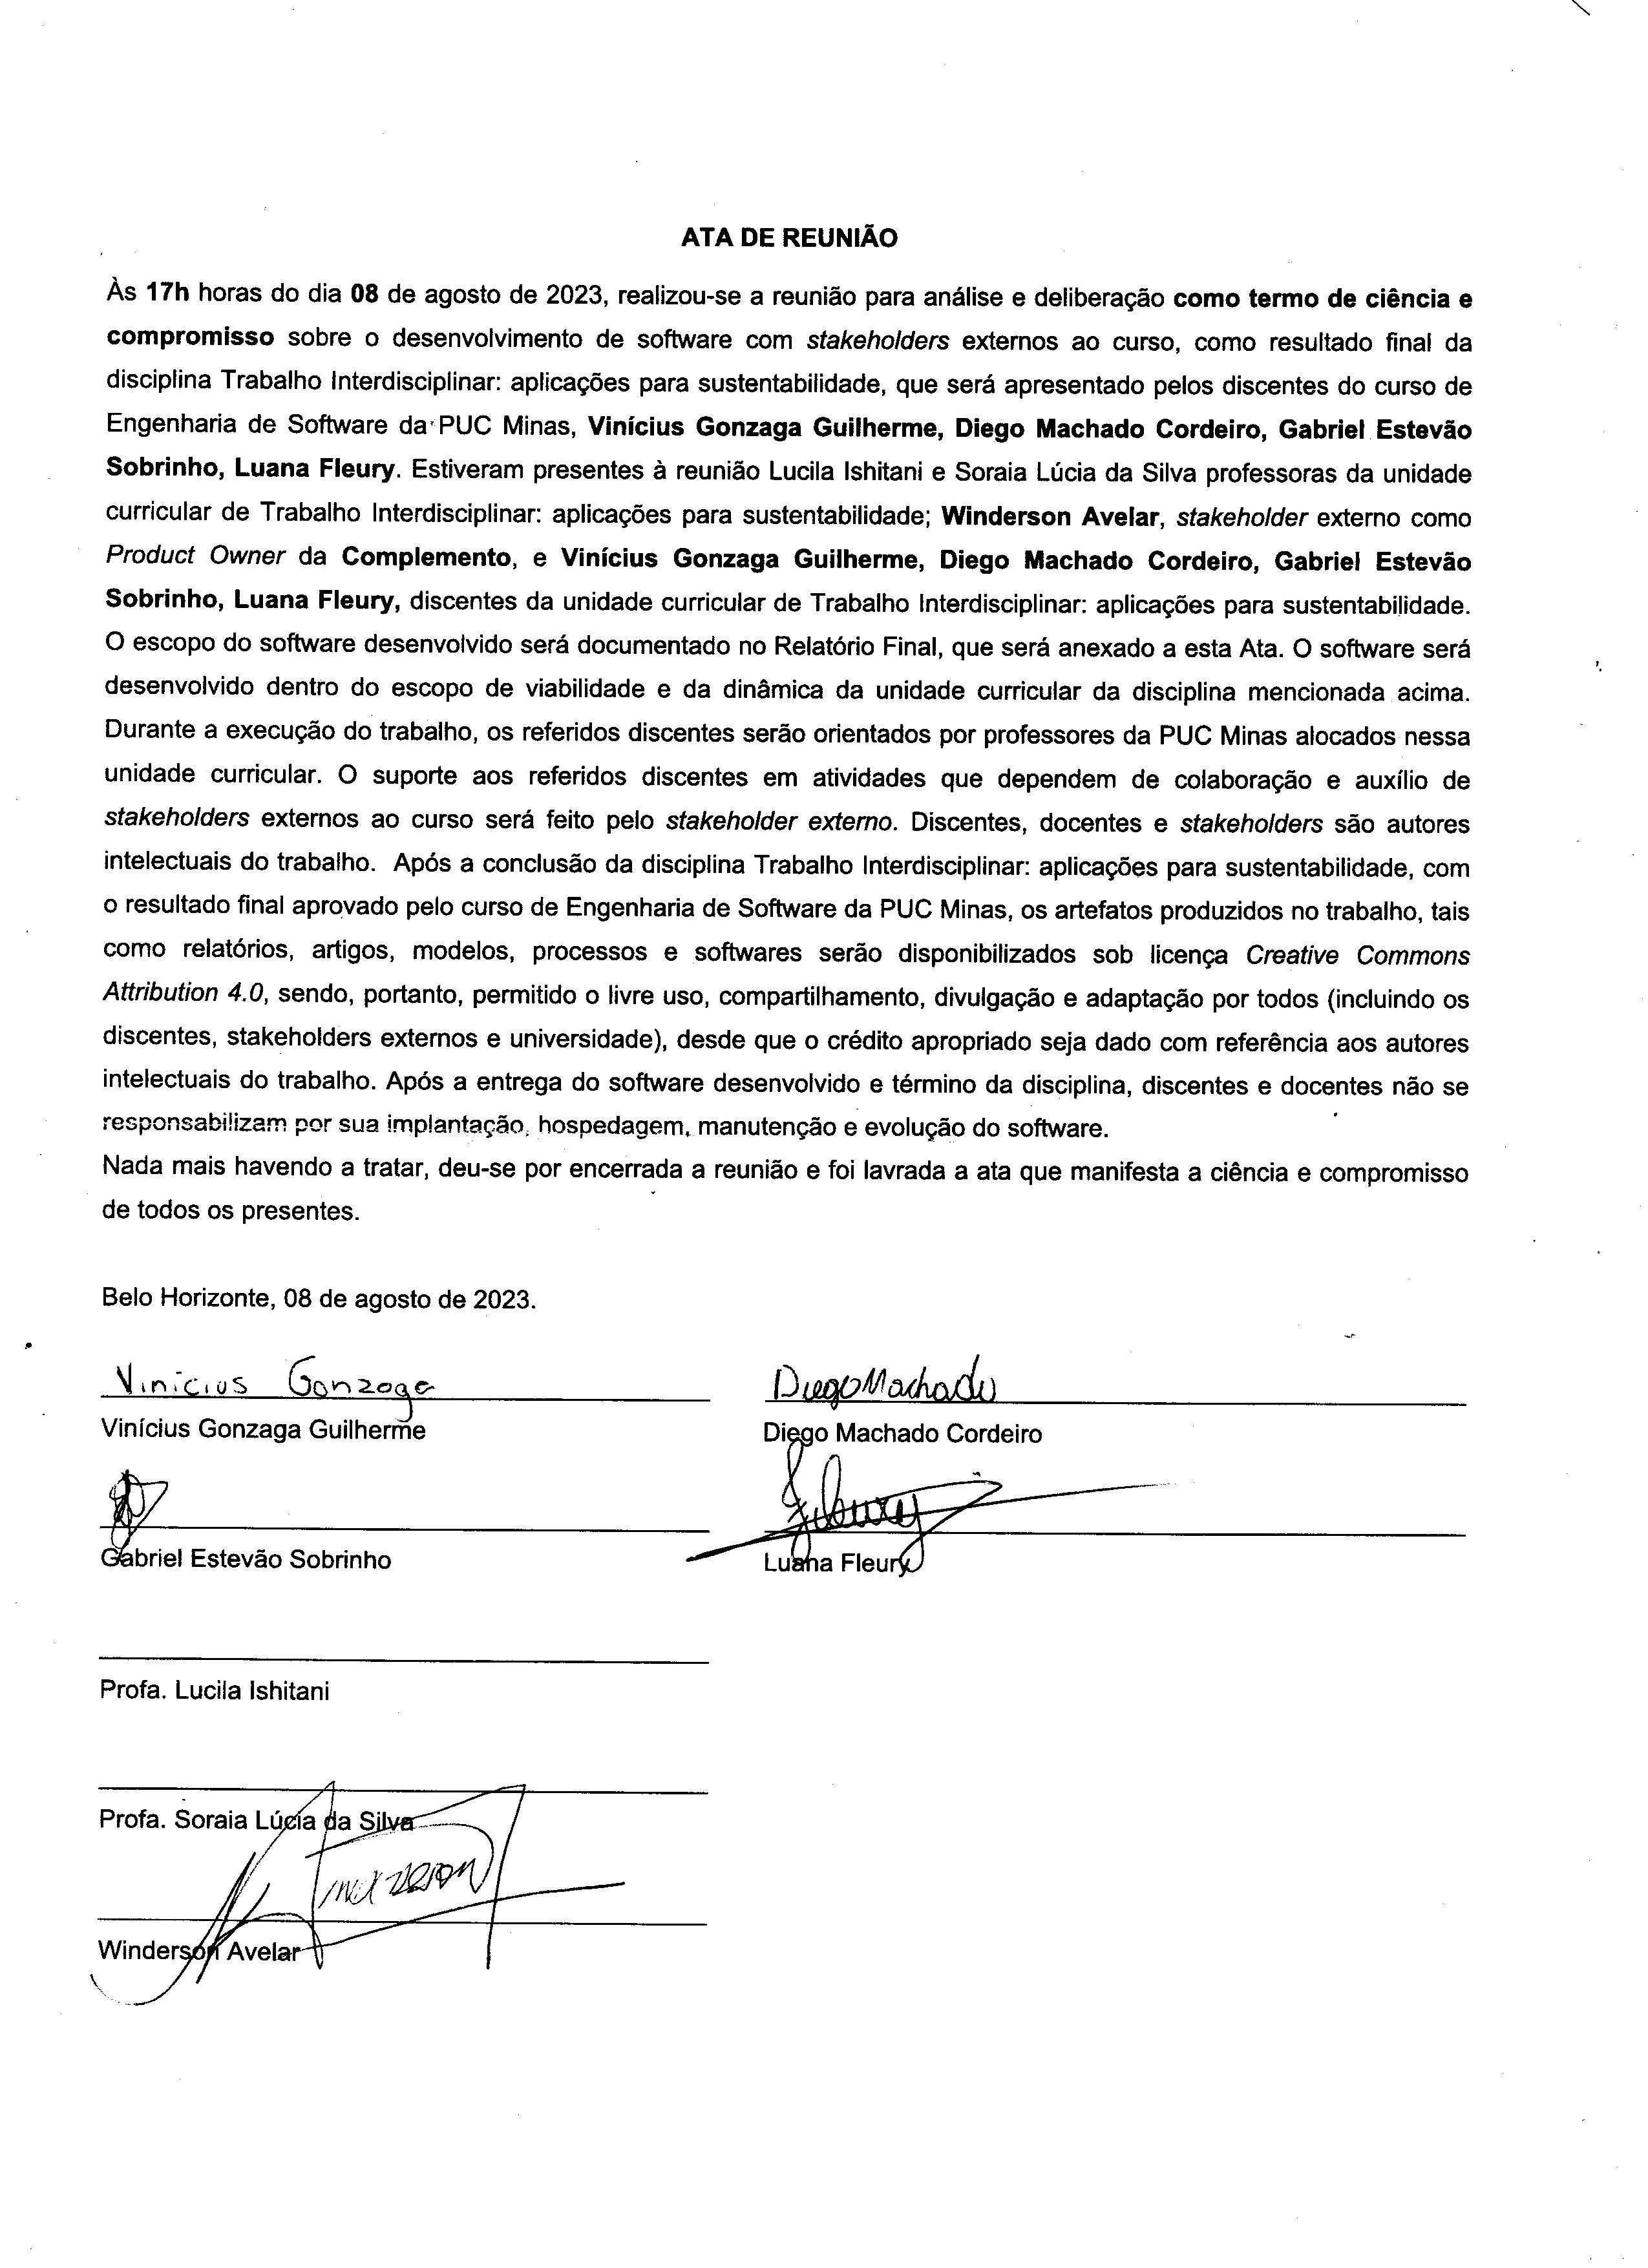 ATA DE REUNIÃO
Às 17h horas do dia 08 de agosto de 2023, realizou-se a reunião para análise e deliberação como termo de ciência e
compromisso sobre o desenvolvimento de software com stakeholders externos ao curso, como resultado final da
disciplina Trabalho Interdisciplinar: aplicações para sustentabilidade, que será apresentado pelos discentes do curso de
Engenharia de Software da PUC Minas, Vinícius Gonzaga Guilherme, Diego Machado Cordeiro, Gabriel Estevão
Sobrinho, Luana Fleury. Estiveram presentes à reunião Lucila Ishitani e Soraia Lúcia da Silva professoras da unidade
curricular de Trabalho Interdisciplinar: aplicações para sustentabilidade; Winderson Avelar, stakeholder externo como
Product Owner da Complemento, e Vinícius Gonzaga Guilherme, Diego Machado Cordeiro, Gabriel Estevão
Sobrinho, Luana Fleury, discentes da unidade curricular de Trabalho Interdisciplinar: aplicações para sustentabilidade.
O escopo do software desenvolvido será documentado no Relatório Final, que será anexado a esta Ata. O software será
desenvolvido dentro do escopo de viabilidade e da dinâmica da unidade curricular da disciplina mencionada acima.
Durante a execução do trabalho, os referidos discentes serão orientados por professores da PUC Minas alocados nessa
unidade curricular. O suporte aos referidos discentes em atividades que dependem de colaboração e auxílio de
stakeholders externos ao curso será feito pelo stakeholder externo. Discentes, docentes e stakeholders são autores
intelectuais do trabalho. Após a conclusão da disciplina Trabalho Interdisciplinar: aplicações para sustentabilidade, com
o resultado final aprovado pelo curso de Engenharia de Software da PUC Minas, os artefatos produzidos no trabalho, tais
como relatórios, artigos, modelos, processos e softwares serão disponibilizados sob licença Creative Commons
Attribution 4.0, sendo, portanto, permitido o livre uso, compartilhamento, divulgação e adaptação por todos (incluindo os
discentes, stakeholders externos e universidade), desde que o crédito apropriado seja dado com referência aos autores
intelectuais do trabalho. Após a entrega do software desenvolvido e término da disciplina, discentes e docentes não se
responsabilizam por sua implantação, hospedagem, manutenção e evolução do software.
Nada mais havendo a tratar, deu-se por encerrada a reunião e foi lavrada a ata que manifesta a ciência e compromisso
de todos os presentes.
Belo Horizonte, 08 de agosto de 2023.
Vinicius Gonzaga
Diego Machado
Vinícius Gonzaga Guilherme
Diego Machado Cordeiro
Gabriel Estevão Sobrinho
Luana Fleury
Profa. Lucila Ishitani
Profa. Soraia Lúcia da Silva
Winderson Avelar